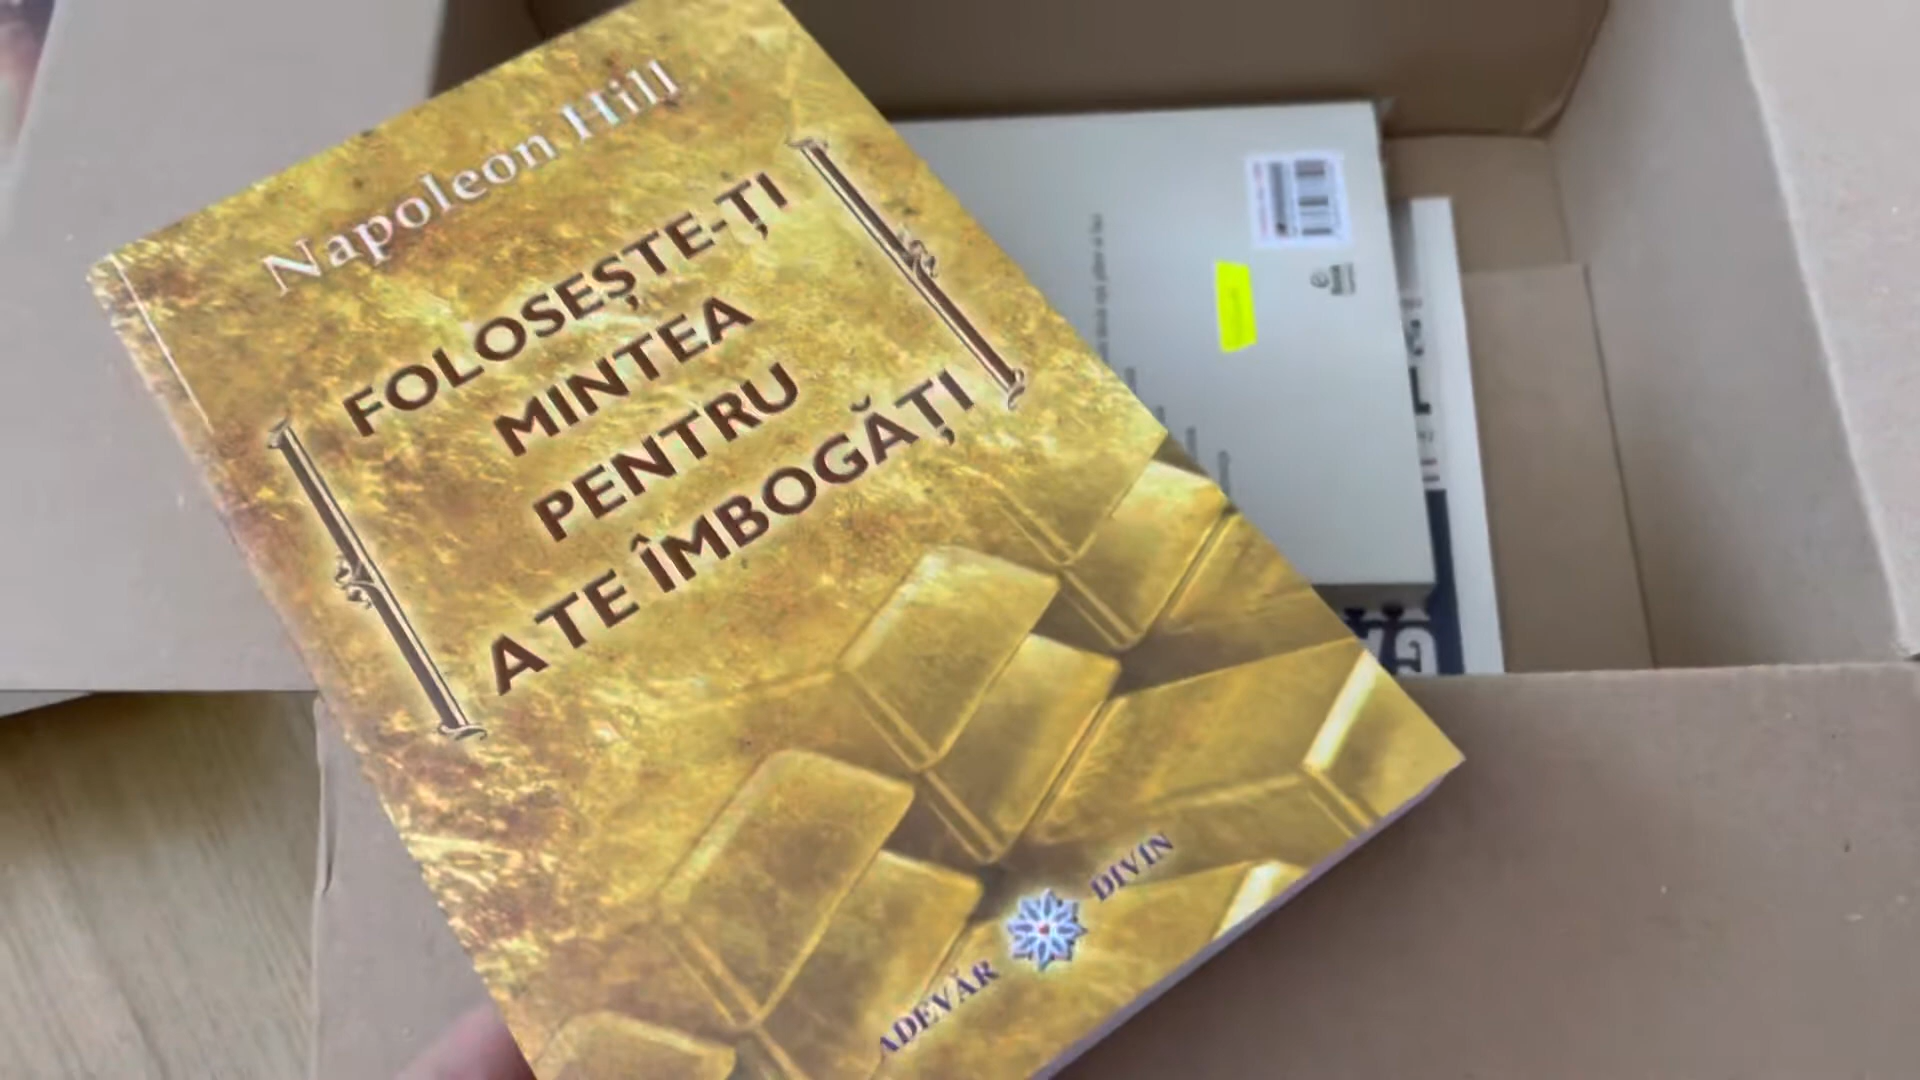 Napoleon Hill
FOLOSEȘTE-ȚI
MINTEA
PENTRU
A TE ÎMBOGĂȚI
ADEVĂR DIVIN